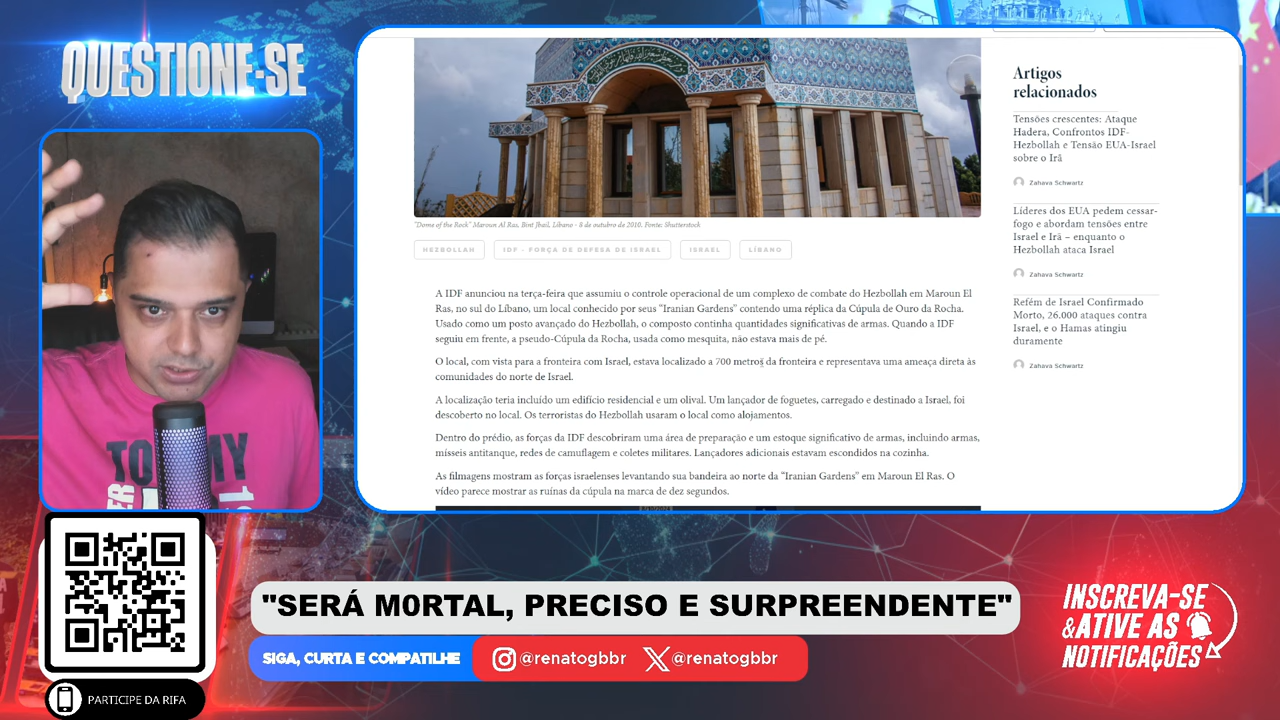 QUESTIONE-SE
"Dome of the Rock" Maroun Al Ras, Bint Jbeil, Líbano - 8 de outubro de 2010. Fonte: Shutterstock
HEZBOLLAH
IDF - FORÇA DE DEFESA DE ISRAEL
ISRAEL
LÍBANO
A IDF anunciou na terça-feira que assumiu o controle operacional de um complexo de combate do Hezbollah em Maroun El
Ras, no sul do Líbano, um local conhecido por seus "Iranian Gardens" contendo uma réplica da Cúpula de Ouro da Rocha.
Usado como um posto avançado do Hezbollah, o composto continha quantidades significativas de armas. Quando a IDF
seguiu em frente, a pseudo-Cúpula da Rocha, usada como mesquita, não estava mais de pé.
O local, com vista para a fronteira com Israel, estava localizado a 700 metros da fronteira e representava uma ameaça direta às
comunidades do norte de Israel.
A localização teria incluído um edifício residencial e um olival. Um lançador de foguetes, carregado e destinado a Israel, foi
descoberto no local. Os terroristas do Hezbollah usaram o local como alojamentos.
Dentro do prédio, as forças da IDF descobriram uma área de preparação e um estoque significativo de armas, incluindo armas,
mísseis antitanque, redes de camuflagem e coletes militares. Lançadores adicionais estavam escondidos na cozinha.
As filmagens mostram as forças israelenses levantando sua bandeira ao norte da "Iranian Gardens" em Maroun El Ras. O
vídeo parece mostrar as ruínas da cúpula na marca de dez segundos.
Artigos
relacionados
Tensões crescentes: Ataque
Hadera, Confrontos IDF-
Hezbollah e Tensão EUA-Israel
sobre o Irã
Zahava Schwartz
Líderes dos EUA pedem cessar-
fogo e abordam tensões entre
Israel e Irã – enquanto o
Hezbollah ataca Israel
Zahava Schwartz
Refém de Israel Confirmado
Morto, 26.000 ataques contra
Israel, e o Hamas atingiu
duramente
Zahava Schwartz
"SERÁ M0RTAL, PRECISO E SURPREENDENTE"
SIGA, CURTA E COMPATILHE
@renatogbbr
@renatogbbr
INSCREVA-SE
&ATIVE AS
NOTIFICAÇÕES
PARTICIPE DA RIFA